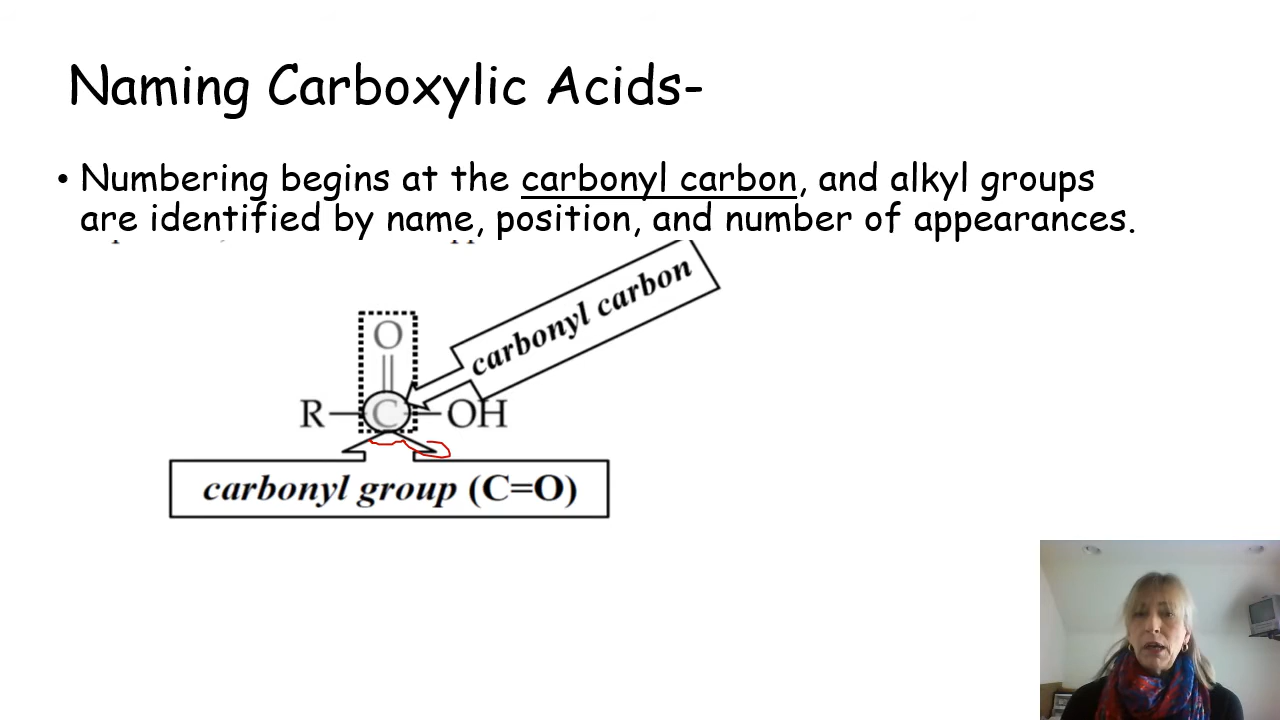 Naming Carboxylic Acids-
• Numbering begins at the carbonyl carbon, and alkyl groups
are identified by name, position, and number of appearances.
carbonyl carbon
O
R—C—OH
carbonyl group (C=O)